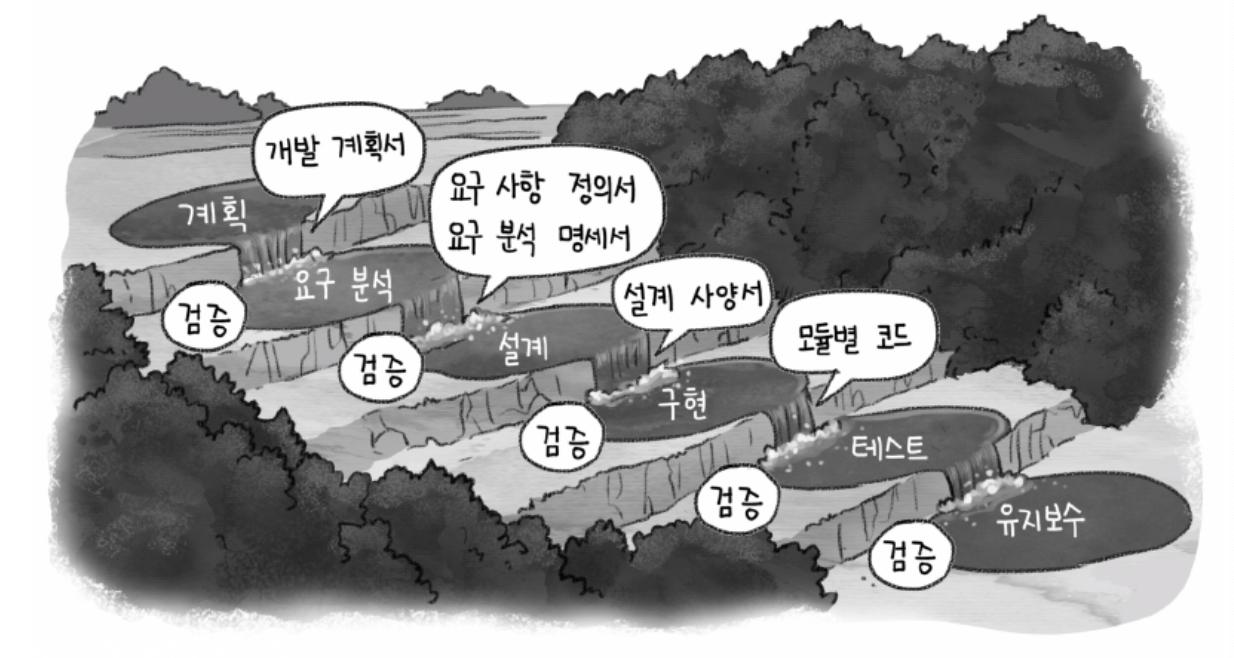 개발 계획서
계획
요구 사항 정의서
요구 분석 명세서
요구 분석
검증
설계 사양서
설계
검증
모듈별 코드
구현
검증
테스트
검증
유지보수
검증